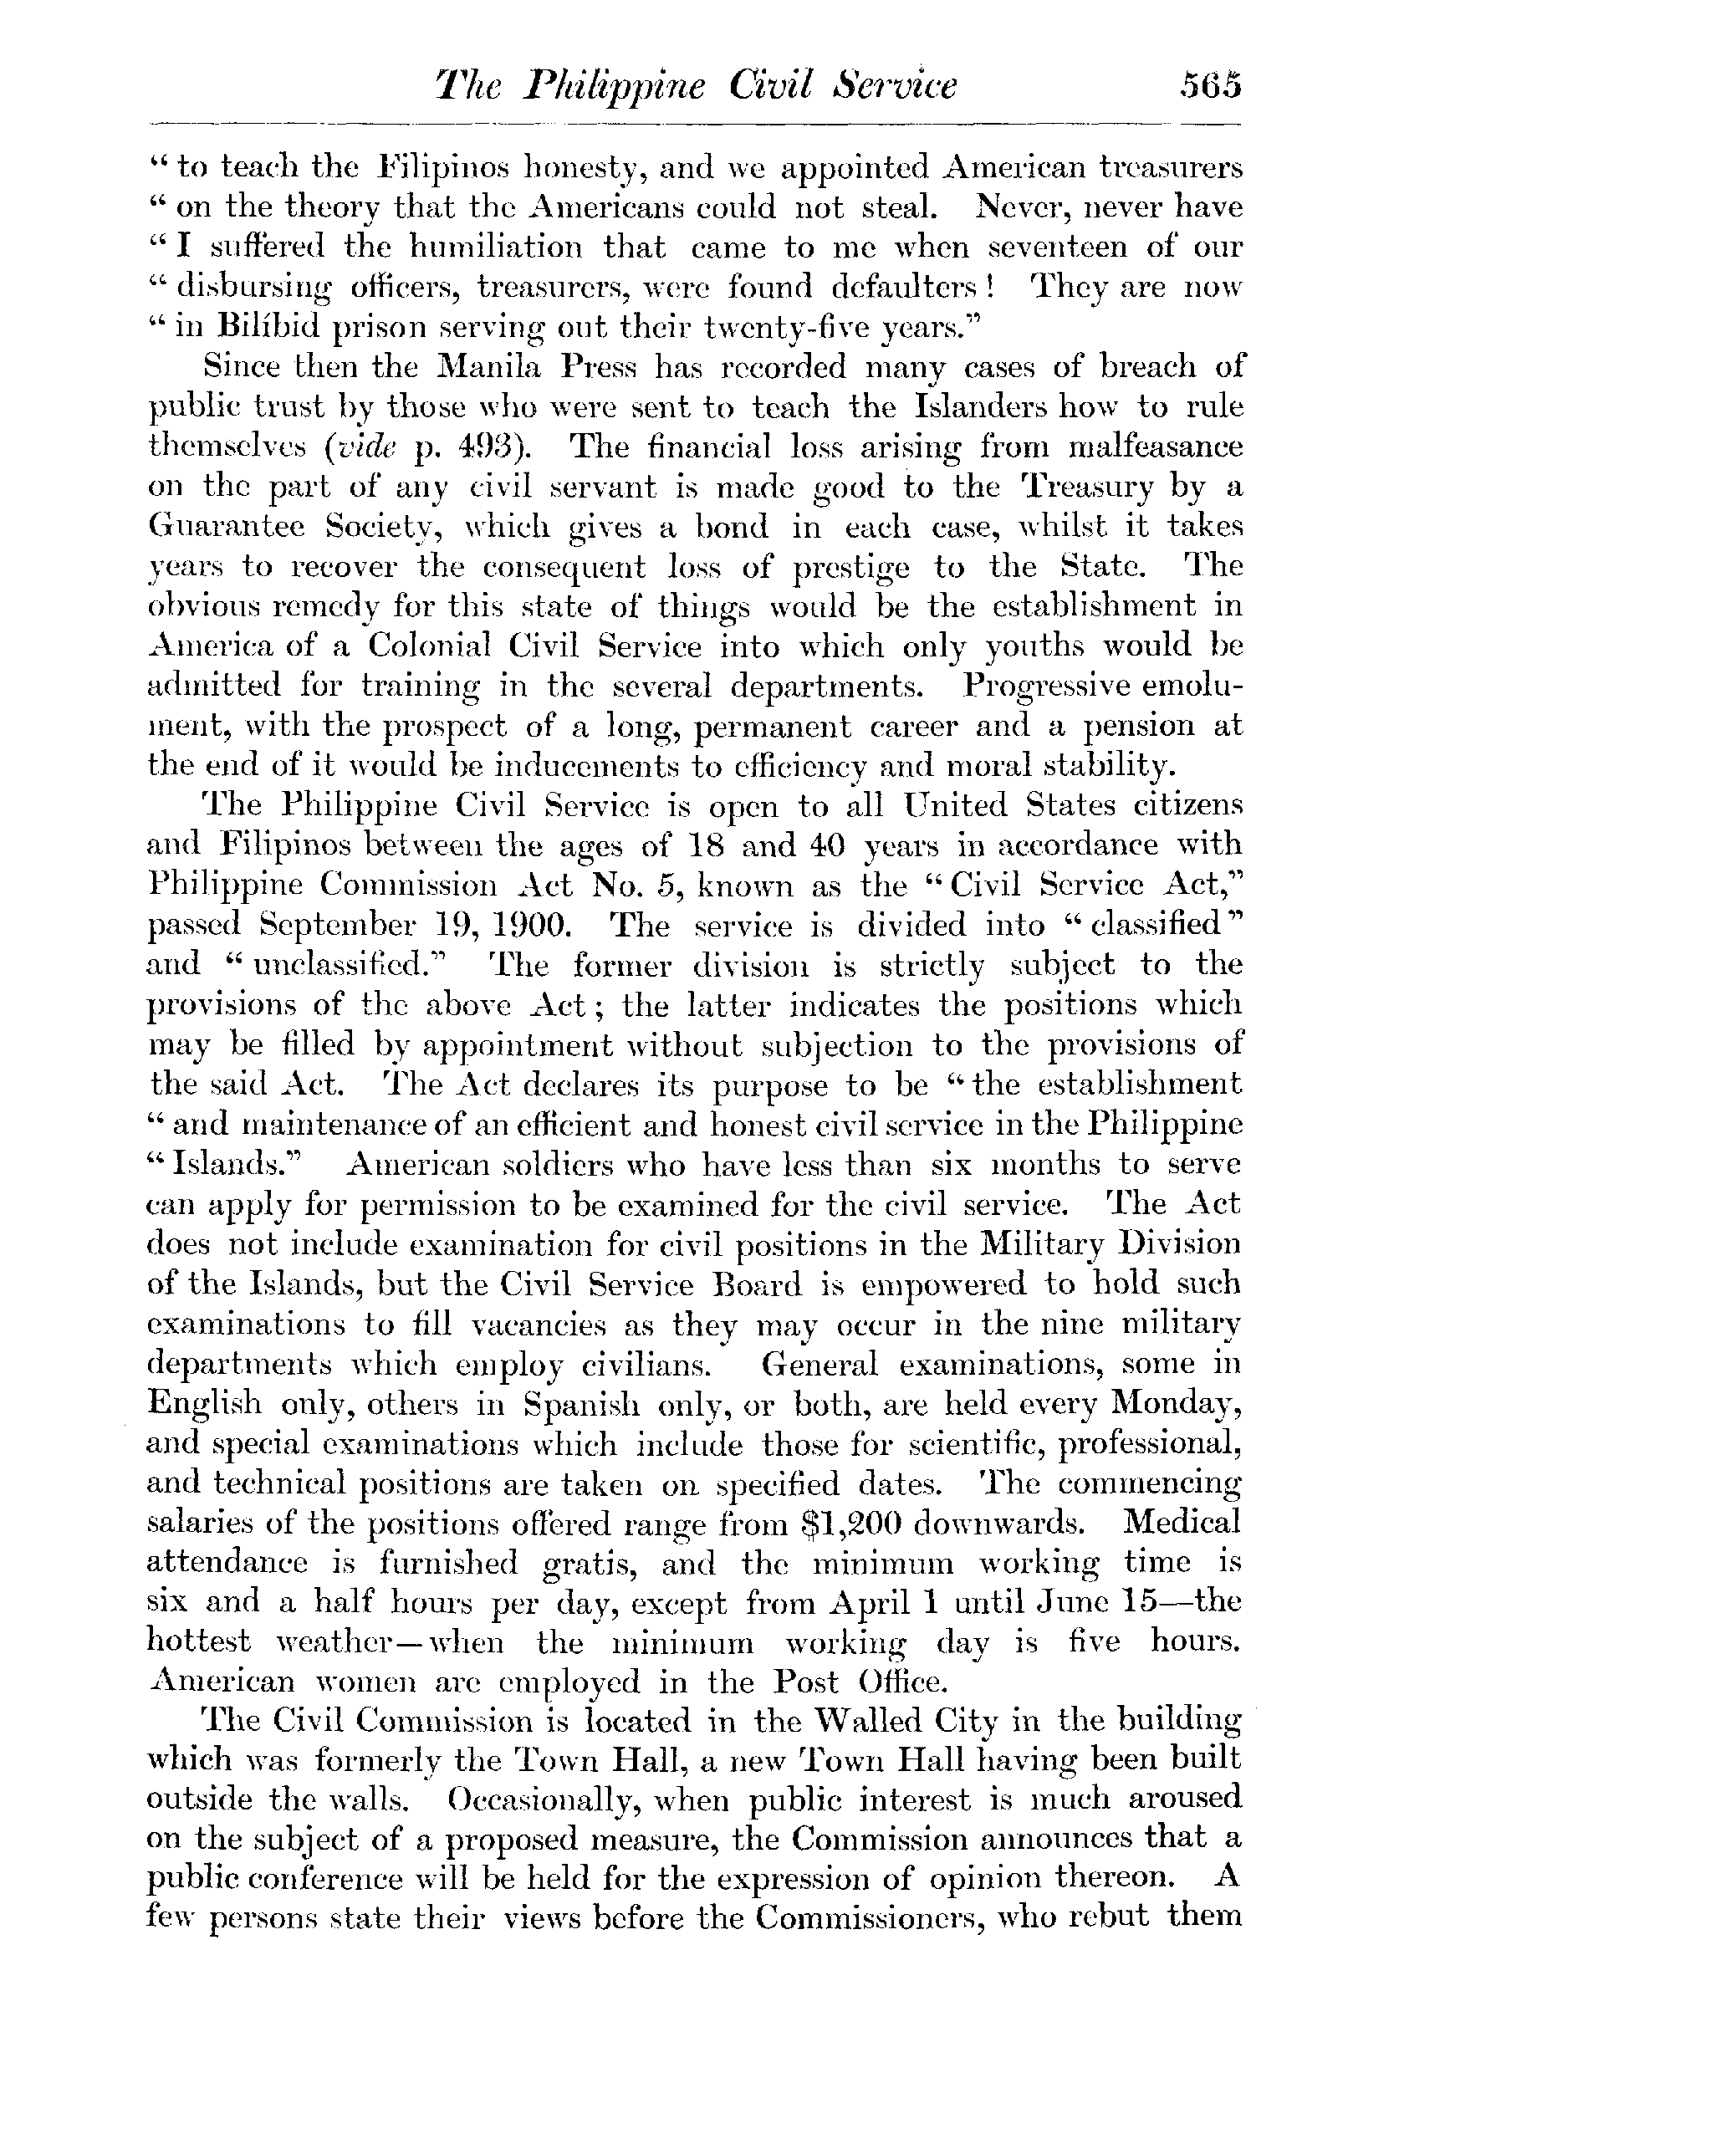 The Philippine Civil Service 565
“ to teach the Filipinos honesty, and we appointed American treasurers
“ on the theory that the Americans could not steal. Never, never have
“ I suffered the humiliation that came to me when seventeen of our
“ disbursing officers, treasurers, were found defaulters ! They are now
“ in Bilíbid prison serving out their twenty-five years.”
Since then the Manila Press has recorded many cases of breach of
public trust by those who were sent to teach the Islanders how to rule
themselves (vide p. 493). The financial loss arising from malfeasance
on the part of any civil servant is made good to the Treasury by a
Guarantee Society, which gives a bond in each case, whilst it takes
years to recover the consequent loss of prestige to the State. The
obvious remedy for this state of things would be the establishment in
America of a Colonial Civil Service into which only youths would be
admitted for training in the several departments. Progressive emolu-
ment, with the prospect of a long, permanent career and a pension at
the end of it would be inducements to efficiency and moral stability.
The Philippine Civil Service is open to all United States citizens
and Filipinos between the ages of 18 and 40 years in accordance with
Philippine Commission Act No. 5, known as the “ Civil Service Act,”
passed September 19, 1900. The service is divided into “ classified ”
and “ unclassified.” The former division is strictly subject to the
provisions of the above Act ; the latter indicates the positions which
may be filled by appointment without subjection to the provisions of
the said Act. The Act declares its purpose to be “ the establishment
“ and maintenance of an efficient and honest civil service in the Philippine
“ Islands.” American soldiers who have less than six months to serve
can apply for permission to be examined for the civil service. The Act
does not include examination for civil positions in the Military Division
of the Islands, but the Civil Service Board is empowered to hold such
examinations to fill vacancies as they may occur in the nine military
departments which employ civilians. General examinations, some in
English only, others in Spanish only, or both, are held every Monday,
and special examinations which include those for scientific, professional,
and technical positions are taken on specified dates. The commencing
salaries of the positions offered range from $1,200 downwards. Medical
attendance is furnished gratis, and the minimum working time is
six and a half hours per day, except from April 1 until June 15—the
hottest weather—when the minimum working day is five hours.
American women are employed in the Post Office.
The Civil Commission is located in the Walled City in the building
which was formerly the Town Hall, a new Town Hall having been built
outside the walls. Occasionally, when public interest is much aroused
on the subject of a proposed measure, the Commission announces that a
public conference will be held for the expression of opinion thereon. A
few persons state their views before the Commissioners, who rebut them